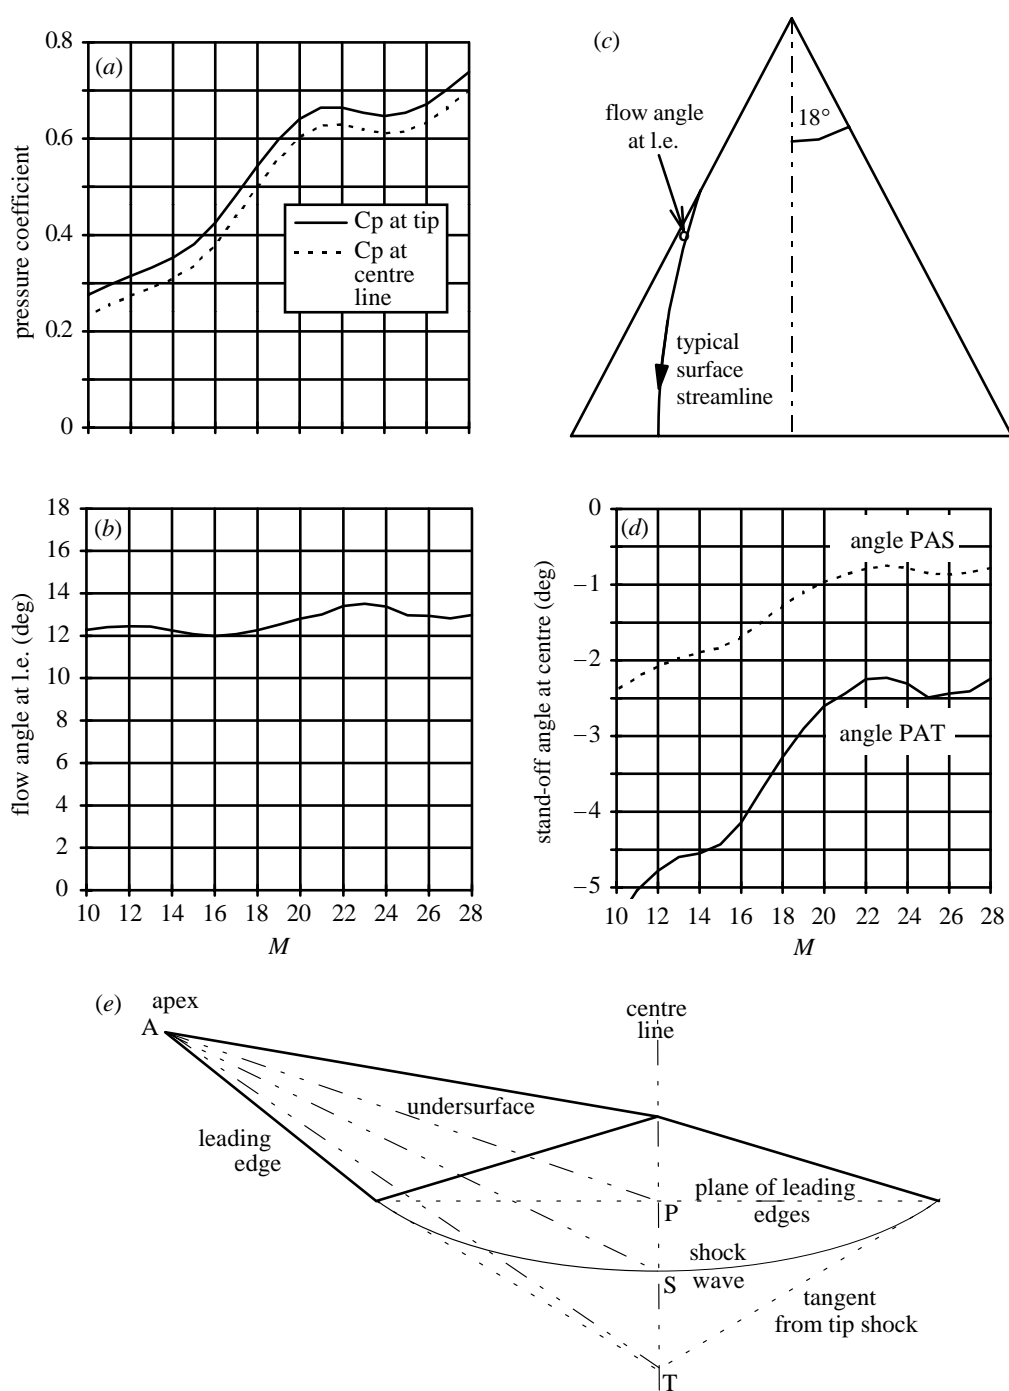 (a)
0.8
0.6
0.4
0.2
0
pressure coefficient
Cp at tip
Cp at
centre
line
(c)
flow angle
at l.e.
18°
typical
surface
streamline
(b)
18
16
14
12
10
8
6
4
2
0
flow angle at l.e. (deg)
10 12 14 16 18 20 22 24 26 28
M
(d)
0
−1
−2
−3
−4
−5
stand-off angle at centre (deg)
angle PAS
angle PAT
10 12 14 16 18 20 22 24 26 28
M
(e)
apex
A
centre
line
undersurface
leading
edge
plane of leading
edges
P
shock
wave
S
tangent
from tip shock
T